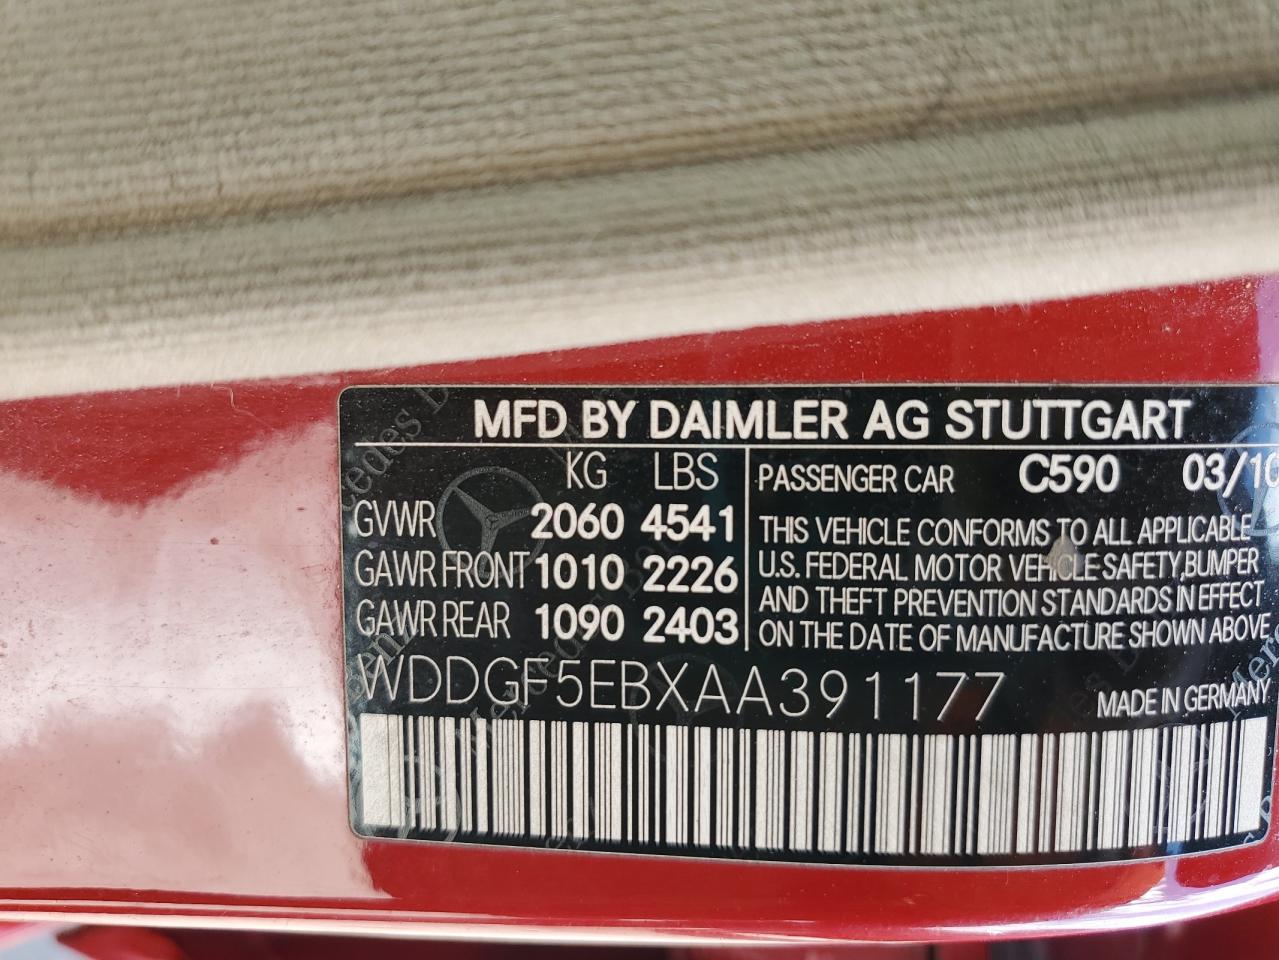 MFD BY DAIMLER AG STUTTGART
KG LBS
GVWR 2060 4541
GAWR FRONT 1010 2226
GAWR REAR 1090 2403
PASSENGER CAR C590 03/10
THIS VEHICLE CONFORMS TO ALL APPLICABLE
U.S. FEDERAL MOTOR VEHICLE SAFETY,BUMPER
AND THEFT PREVENTION STANDARDS IN EFFECT
ON THE DATE OF MANUFACTURE SHOWN ABOVE
WDDGF5EBXAA391177
MADE IN GERMANY